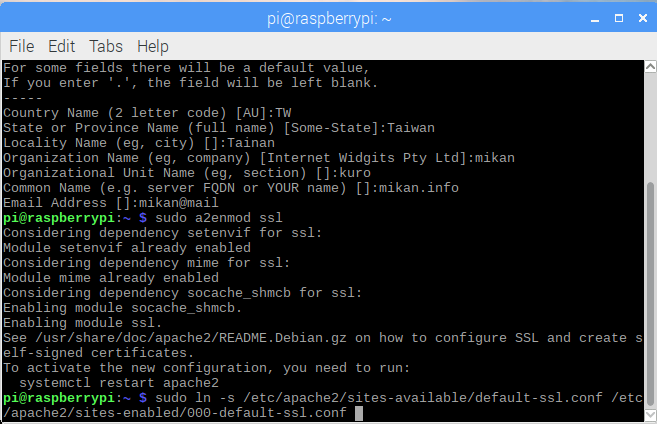 pi@raspberrypi: ~
File Edit Tabs Help
For some fields there will be a default value,
If you enter '.', the field will be left blank.
-----
Country Name (2 letter code) [AU]:TW
State or Province Name (full name) [Some-State]:Taiwan
Locality Name (eg, city) []:Tainan
Organization Name (eg, company) [Internet Widgits Pty Ltd]:mikan
Organizational Unit Name (eg, section) []:kuro
Common Name (e.g. server FQDN or YOUR name) []:mikan.info
Email Address []:mikan@mail
pi@raspberrypi:~ $ sudo a2enmod ssl
Considering dependency setenvif for ssl:
Module setenvif already enabled
Considering dependency mime for ssl:
Module mime already enabled
Considering dependency socache_shmcb for ssl:
Enabling module socache_shmcb.
Enabling module ssl.
See /usr/share/doc/apache2/README.Debian.gz on how to configure SSL and create s
elf-signed certificates.
To activate the new configuration, you need to run:
  systemctl restart apache2
pi@raspberrypi:~ $ sudo ln -s /etc/apache2/sites-available/default-ssl.conf /etc
/apache2/sites-enabled/000-default-ssl.conf